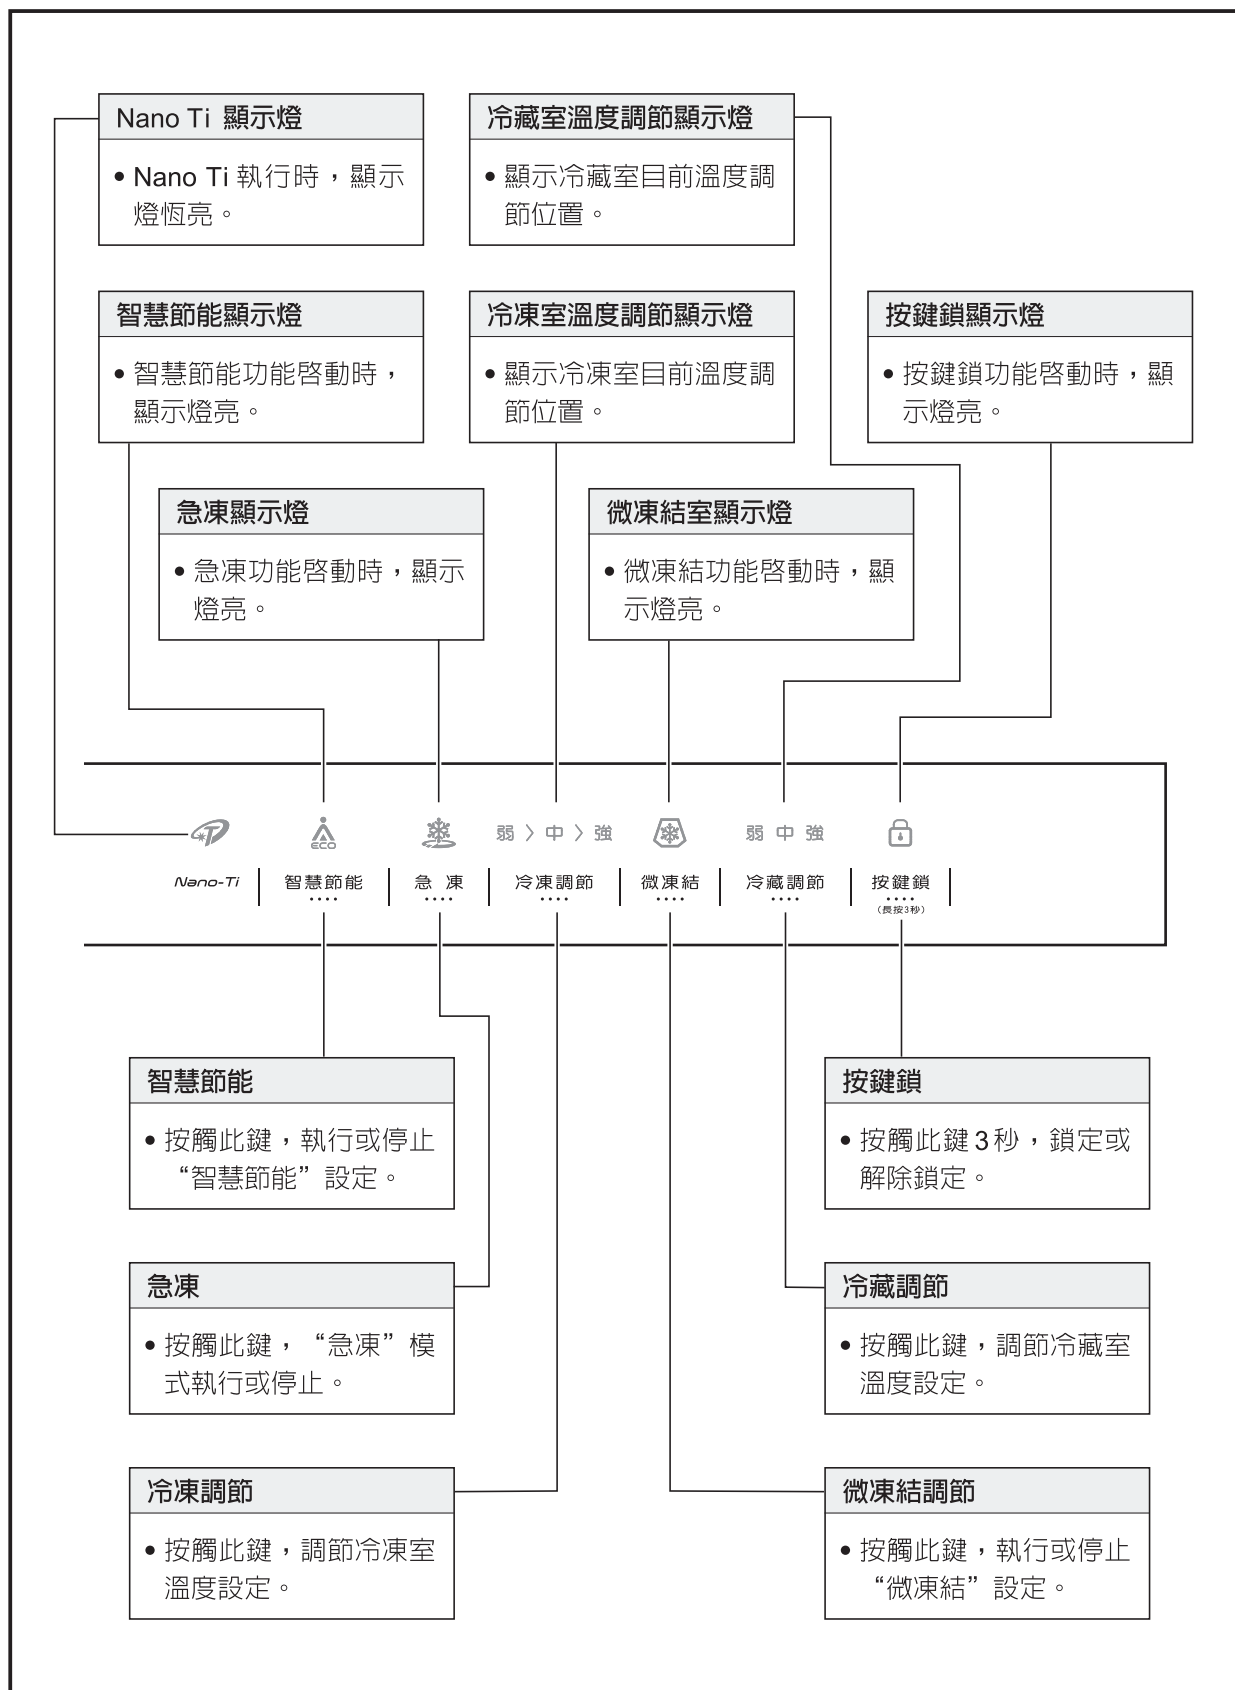 Nano Ti 顯示燈
• Nano Ti 執行時，顯示
燈恆亮。
冷藏室溫度調節顯示燈
• 顯示冷藏室目前溫度調
節位置。
智慧節能顯示燈
• 智慧節能功能啓動時，
顯示燈亮。
冷凍室溫度調節顯示燈
• 顯示冷凍室目前溫度調
節位置。
按鍵鎖顯示燈
• 按鍵鎖功能啓動時，顯
示燈亮。
急凍顯示燈
• 急凍功能啓動時，顯示
燈亮。
微凍結室顯示燈
• 微凍結功能啓動時，顯
示燈亮。
ECO
弱 〉中 〉強
弱 中 強
Nano-Ti
智慧節能
急 凍
冷凍調節
微凍結
冷藏調節
按鍵鎖
（長按3秒）
智慧節能
• 按觸此鍵，執行或停止
“智慧節能”設定。
按鍵鎖
• 按觸此鍵3秒，鎖定或
解除鎖定。
急凍
• 按觸此鍵，“急凍”模
式執行或停止。
冷藏調節
• 按觸此鍵，調節冷藏室
溫度設定。
冷凍調節
• 按觸此鍵，調節冷凍室
溫度設定。
微凍結調節
• 按觸此鍵，執行或停止
“微凍結”設定。